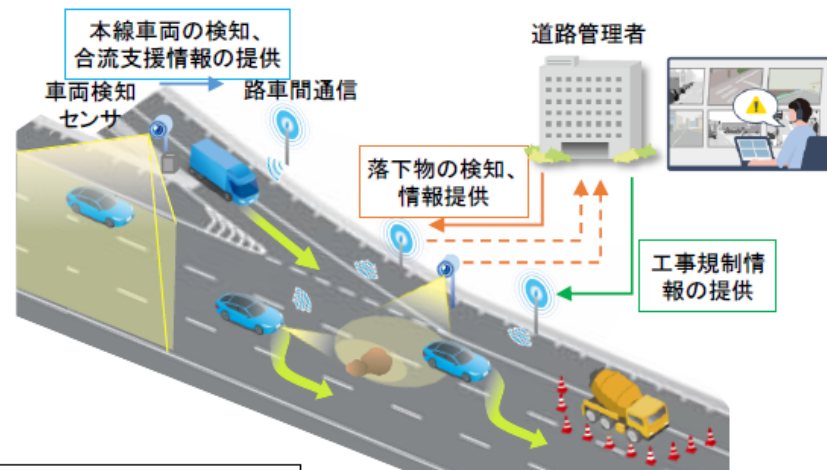 本線車両の検知、
合流支援情報の提供
車両検知
センサ
路車間通信
道路管理者
落下物の検知、
情報提供
工事規制情
報の提供